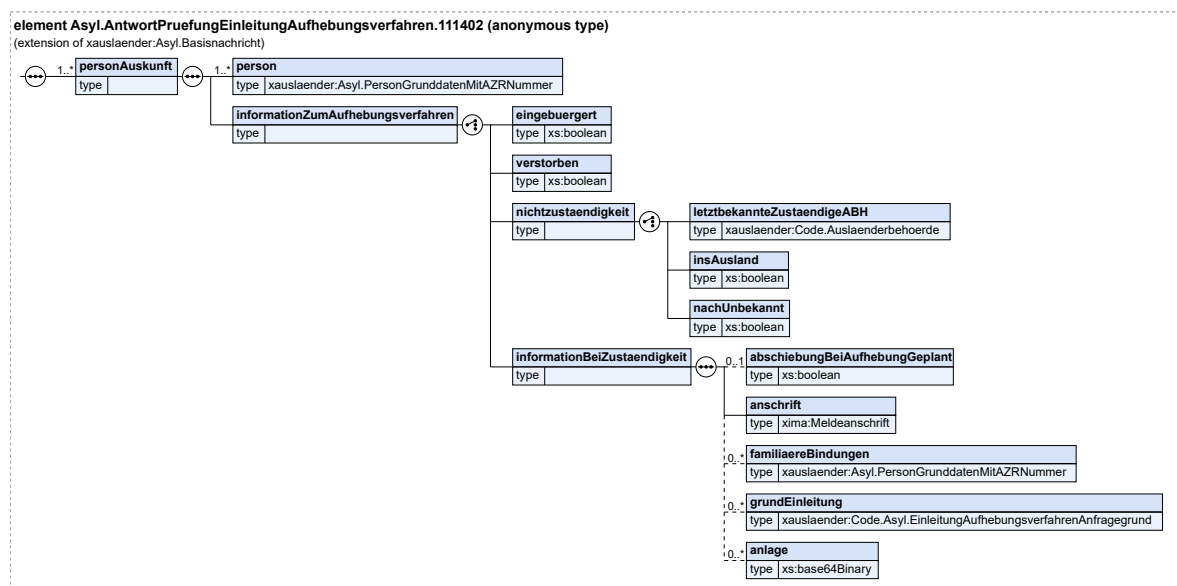 element Asyl.AntwortPruefungEinleitungAufhebungsverfahren.111402 (anonymous type)
(extension of xauslaender:Asyl.Basisnachricht)
1..* personAuskunft
type
1..* person
type xauslaender:Asyl.PersonGrunddatenMitAZRNummer
informationZumAufhebungsverfahren
type
eingebuergert
type xs:boolean
verstorben
type xs:boolean
nichtzustaendigkeit
type
letztbekannteZustaendigeABH
type xauslaender:Code.Auslaenderbehoerde
insAusland
type xs:boolean
nachUnbekannt
type xs:boolean
informationBeiZustaendigkeit
type
0..1 abschiebungBeiAufhebungGeplant
type xs:boolean
anschrift
type xima:Meldeanschrift
0..* familiaereBindungen
type xauslaender:Asyl.PersonGrunddatenMitAZRNummer
0..* grundEinleitung
type xauslaender:Code.Asyl.EinleitungAufhebungsverfahrenAnfragegrund
0..* anlage
type xs:base64Binary